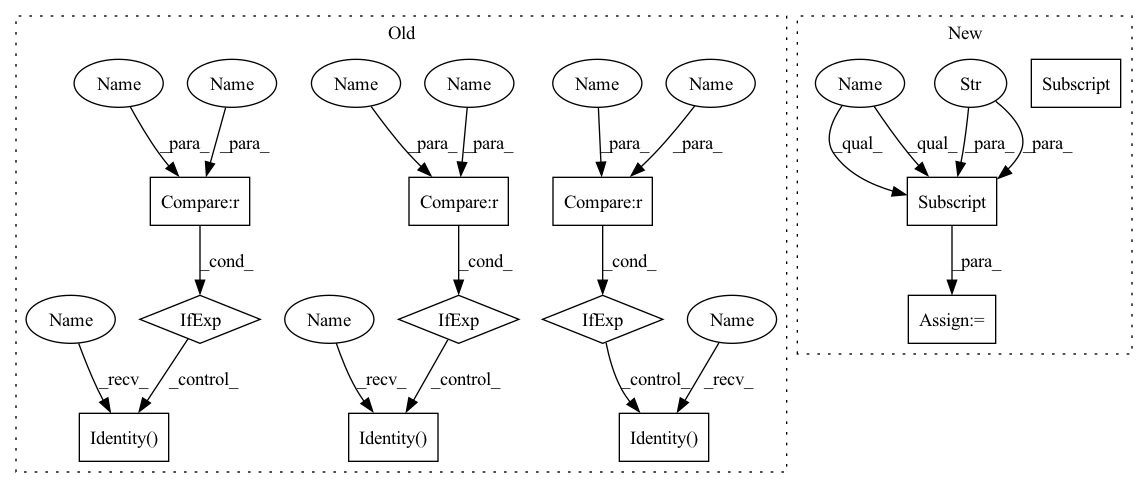 Old
New
Name Name Name Name Name Name Name Str Subscript
_para_ _para_ _para_ _para_ _para_ _para_ _qual_ _qual_ _para_ _para_
Compare:r Compare:r Compare:r Subscript
_cond_ _cond_ _cond_ _para_
Name IfExp Name IfExp IfExp Name Assign:=
_recv_ _control_ _recv_ _control_ _control_ _recv_
Identity() Identity() Identity()